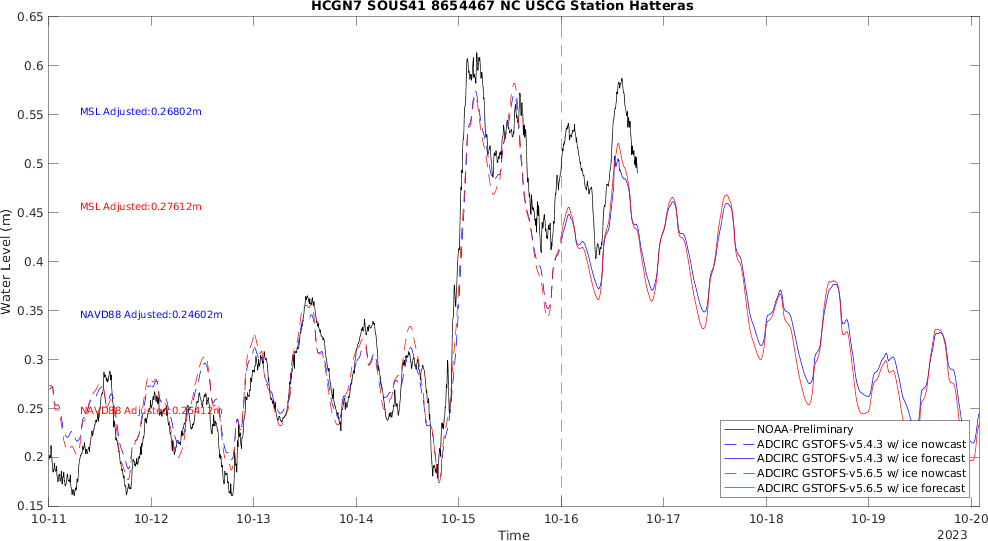 HCGN7 SOUS41 8654467 NC USCG Station Hatteras
0.65
0.6
0.55
0.5
0.45
0.4
0.35
0.3
0.25
0.2
0.15
Water Level (m)
MSL Adjusted:0.26802m
MSL Adjusted:0.27612m
NAVD88 Adjusted:0.24602m
NAVD88 Adjusted:0.25412m
NOAA-Preliminary
ADCIRC GSTOFS-v5.4.3 w/ ice nowcast
ADCIRC GSTOFS-v5.4.3 w/ ice forecast
ADCIRC GSTOFS-v5.6.5 w/ ice nowcast
ADCIRC GSTOFS-v5.6.5 w/ ice forecast
10-11 10-12 10-13 10-14 10-15 10-16 10-17 10-18 10-19 10-20
Time
2023